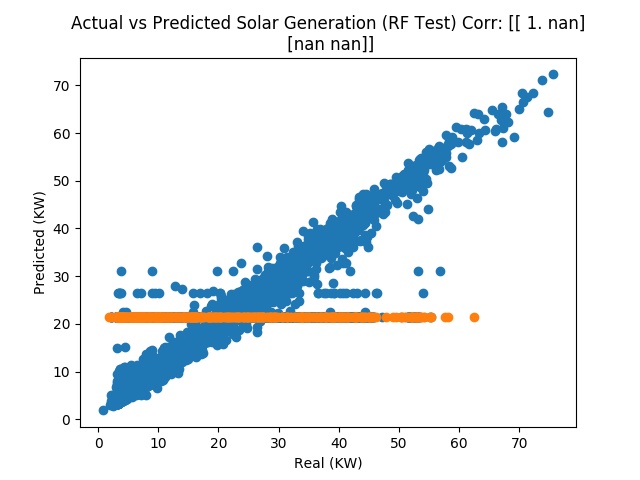 Actual vs Predicted Solar Generation (RF Test) Corr: [[ 1. nan]
[nan nan]]
70
60
50
40
30
20
10
0
Predicted (KW)
0 10 20 30 40 50 60 70
Real (KW)